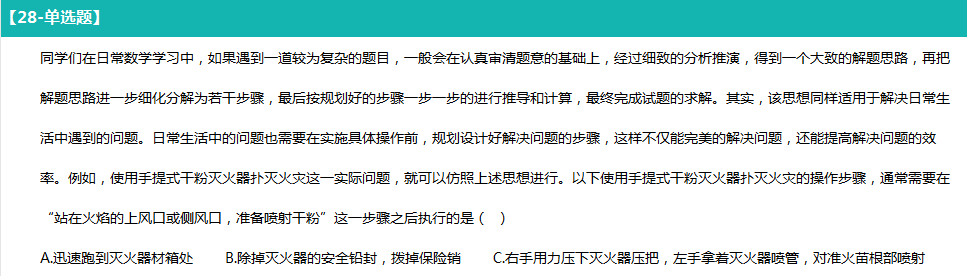 【28-单选题】
同学们在日常数学学习中，如果遇到一道较为复杂的题目，一般会在认真审清题意的基础上，经过细致的分析推演，得到一个大致的解题思路，再把
解题思路进一步细化分解为若干步骤，最后按规划好的步骤一步一步的进行推导和计算，最终完成试题的求解。其实，该思想同样适用于解决日常生
活中遇到的问题。日常生活中的问题也需要在实施具体操作前，规划设计好解决问题的步骤，这样不仅能完美的解决问题，还能提高解决问题的效
率。例如，使用手提式干粉灭火器扑灭火灾这一实际问题，就可以仿照上述思想进行。以下使用手提式干粉灭火器扑灭火灾的操作步骤，通常需要在
“站在火焰的上风口或侧风口，准备喷射干粉”这一步骤之后执行的是（　）
A.迅速跑到灭火器材箱处　　B.除掉灭火器的安全铅封，拨掉保险销　　C.右手用力压下灭火器压把，左手拿着灭火器喷管，对准火苗根部喷射